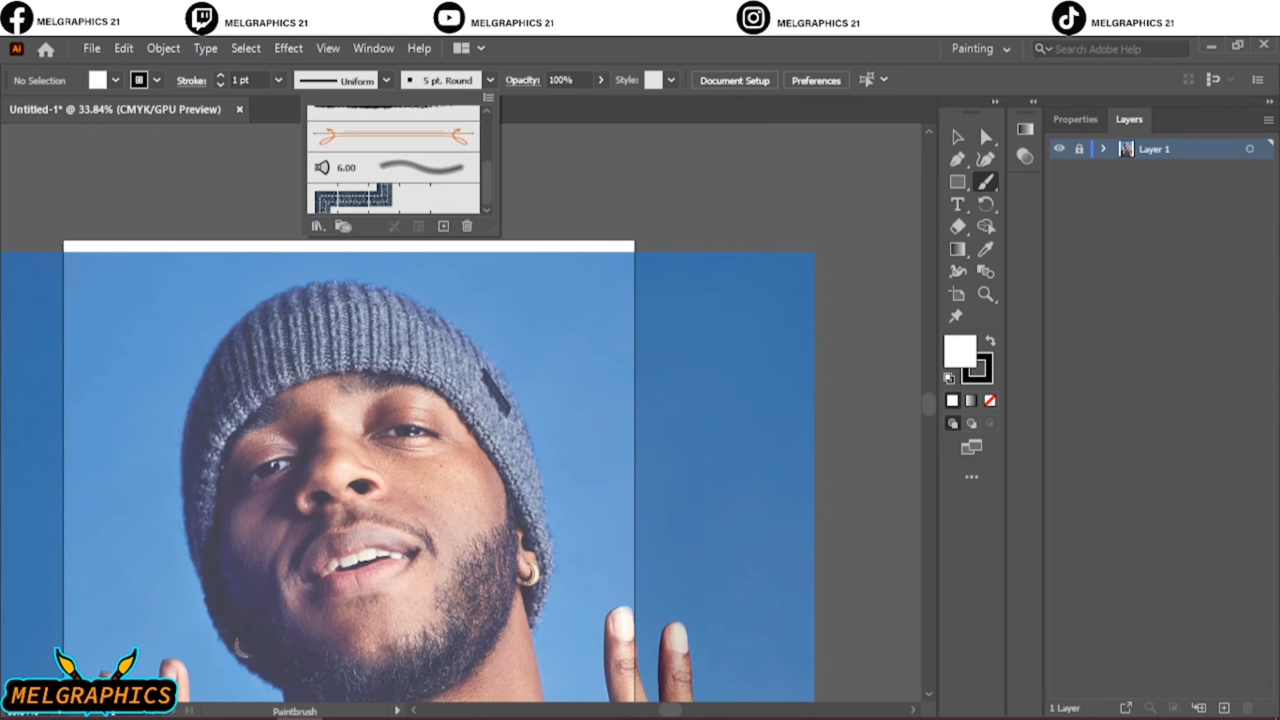 MELGRAPHICS 21
MELGRAPHICS 21
MELGRAPHICS 21
MELGRAPHICS 21
MELGRAPHICS 21
Ai
File Edit Object Type Select Effect View Window Help
Painting
Search Adobe Help
No Selection
Stroke:
1 pt
Uniform
5 pt. Round
Opacity:
100%
Style:
Document Setup
Preferences
Untitled-1* @ 33.84% (CMYK/GPU Preview)
6.00
Properties
Layers
Layer 1
MELGRAPHICS
Paintbrush
1 Layer